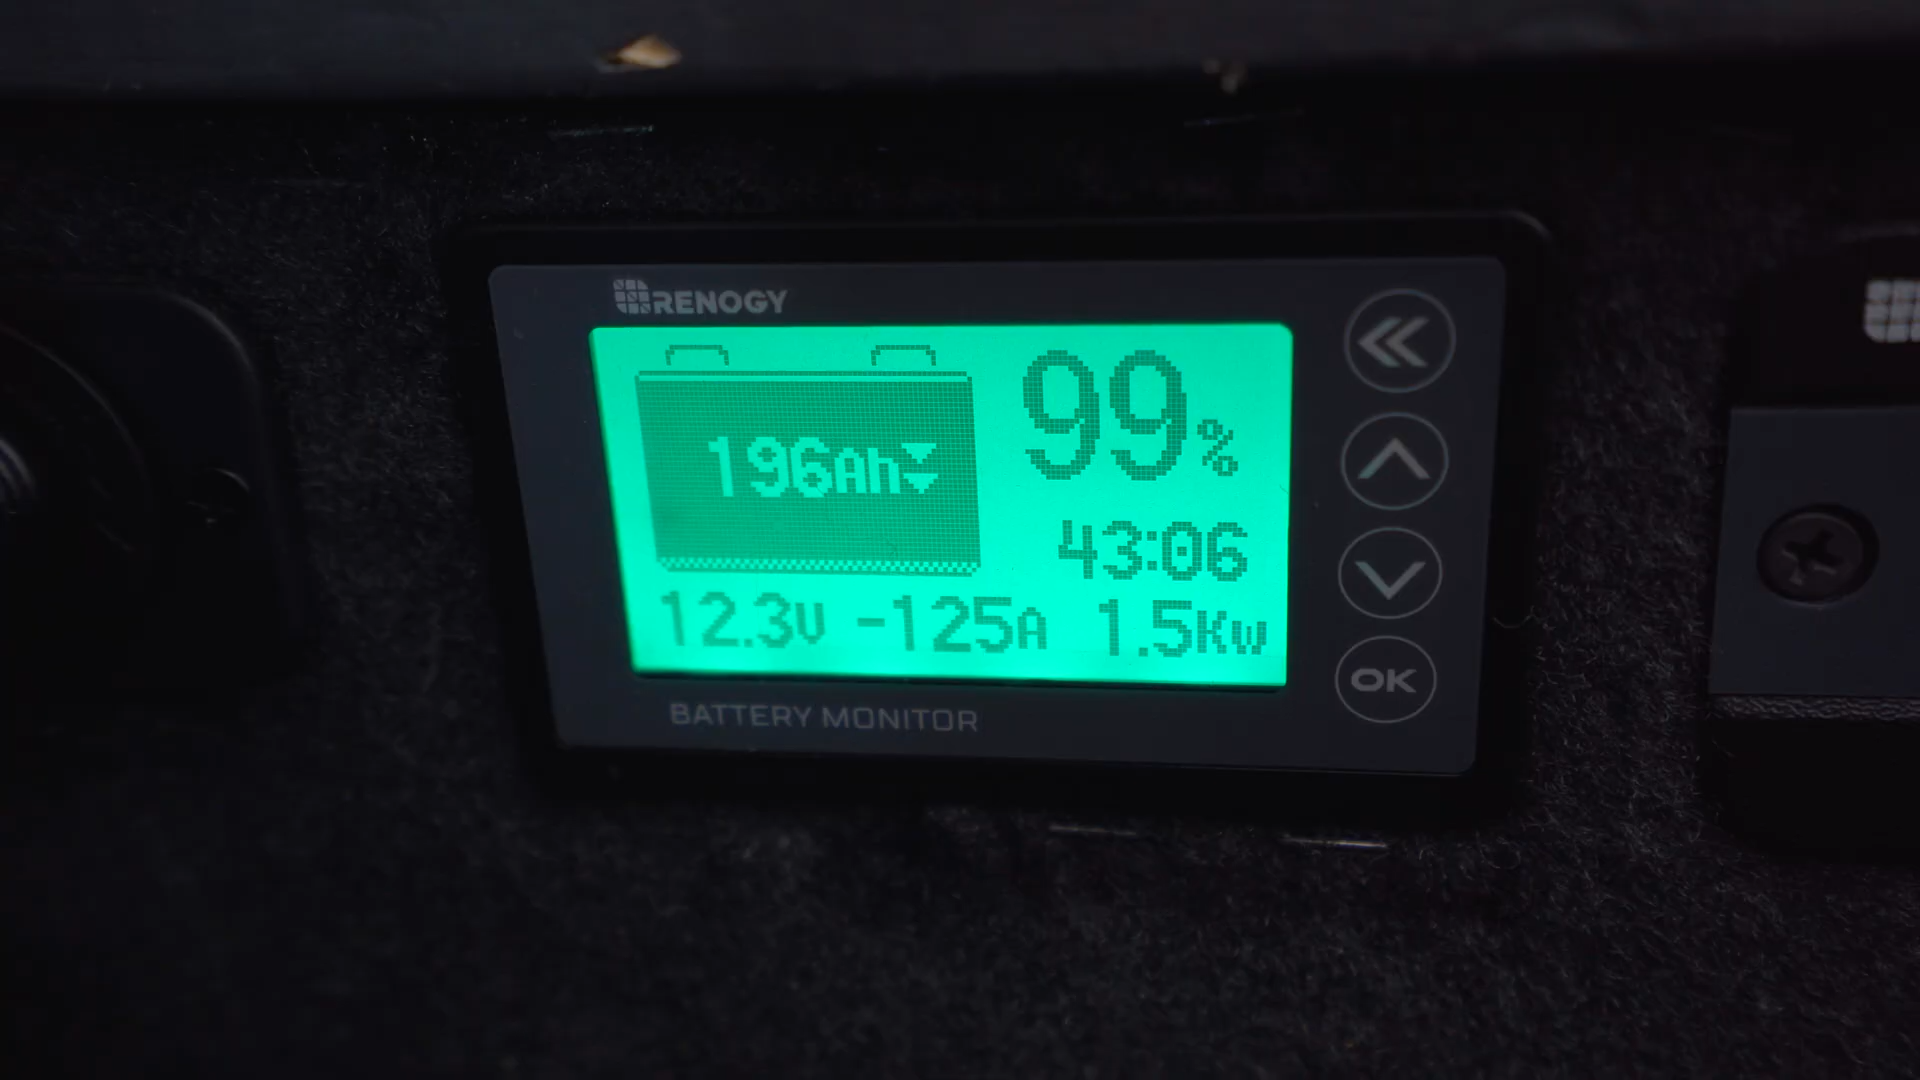 RENOGY
99%
196Ah
43:06
12.3V -125A 1.5Kw
BATTERY MONITOR
OK